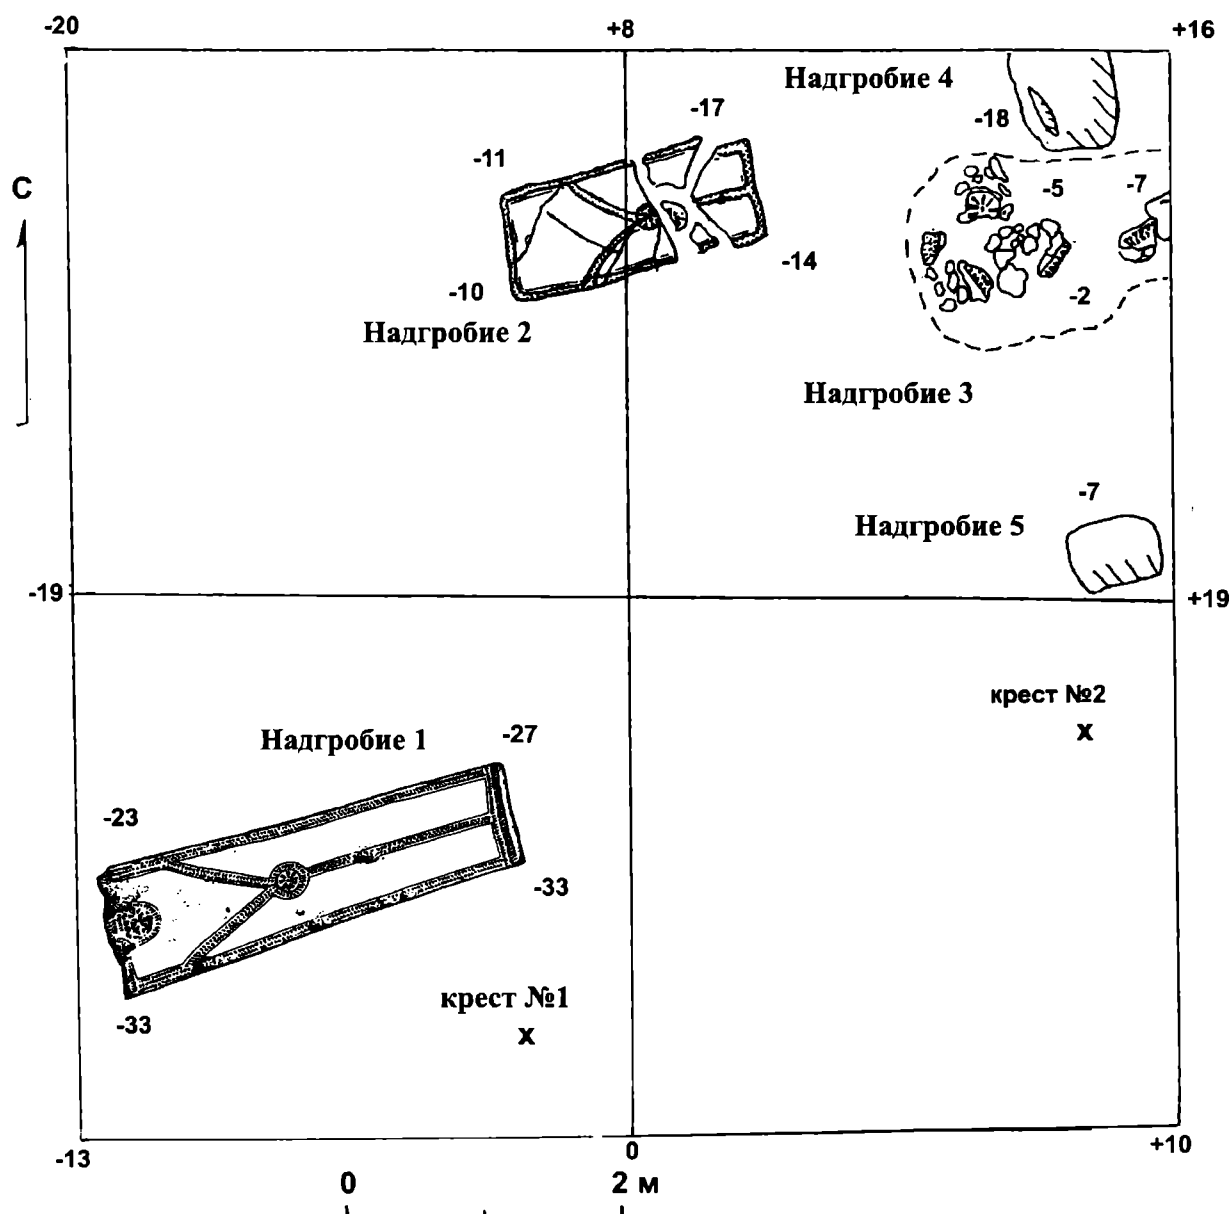 -20
+8
+16
Надгробие 4
-17
-18
-11
С
-5
-7
-14
-10
-2
Надгробие 2
Надгробие 3
-7
Надгробие 5
-19
+19
крест №2
х
Надгробие 1
-27
-23
-33
крест №1
х
-33
-13
0
+10
0
2 м